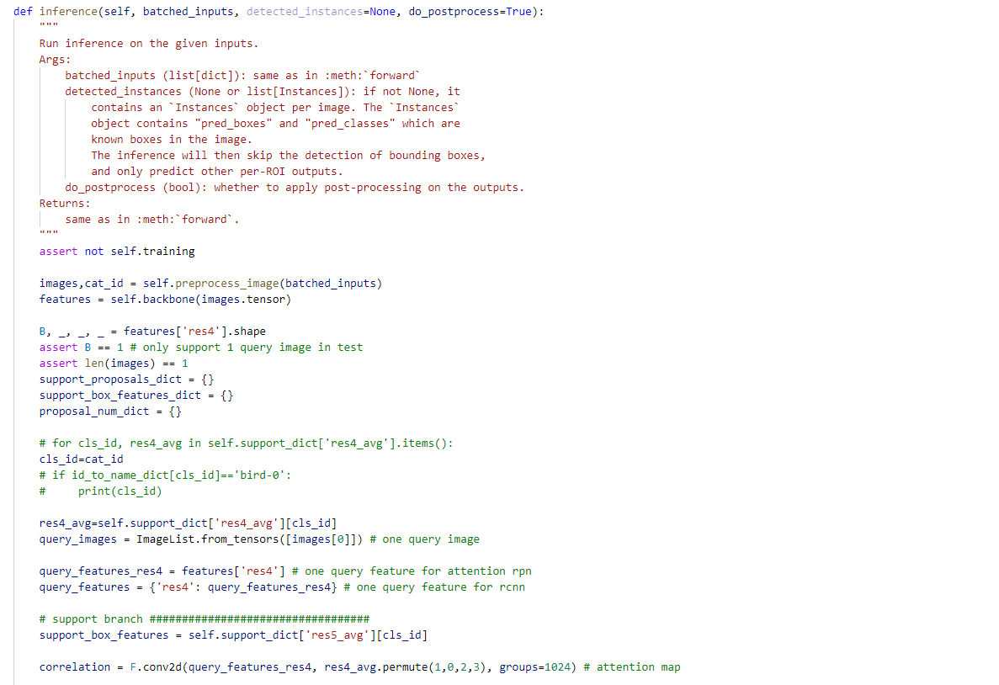 def inference(self, batched_inputs, detected_instances=None, do_postprocess=True):
"""
Run inference on the given inputs.
Args:
batched_inputs (list[dict]): same as in :meth:`forward`
detected_instances (None or list[Instances]): if not None, it
contains an `Instances` object per image. The `Instances`
object contains "pred_boxes" and "pred_classes" which are
known boxes in the image.
The inference will then skip the detection of bounding boxes,
and only predict other per-ROI outputs.
do_postprocess (bool): whether to apply post-processing on the outputs.
Returns:
same as in :meth:`forward`.
"""
assert not self.training
images,cat_id = self.preprocess_image(batched_inputs)
features = self.backbone(images.tensor)
B, _, _, _ = features['res4'].shape
assert B == 1 # only support 1 query image in test
assert len(images) == 1
support_proposals_dict = {}
support_box_features_dict = {}
proposal_num_dict = {}
# for cls_id, res4_avg in self.support_dict['res4_avg'].items():
cls_id=cat_id
# if id_to_name_dict[cls_id]=='bird-0':
#     print(cls_id)
res4_avg=self.support_dict['res4_avg'][cls_id]
query_images = ImageList.from_tensors([images[0]]) # one query image
query_features_res4 = features['res4'] # one query feature for attention rpn
query_features = {'res4': query_features_res4} # one query feature for rcnn
# support branch ##################################
support_box_features = self.support_dict['res5_avg'][cls_id]
correlation = F.conv2d(query_features_res4, res4_avg.permute(1,0,2,3), groups=1024) # attention map